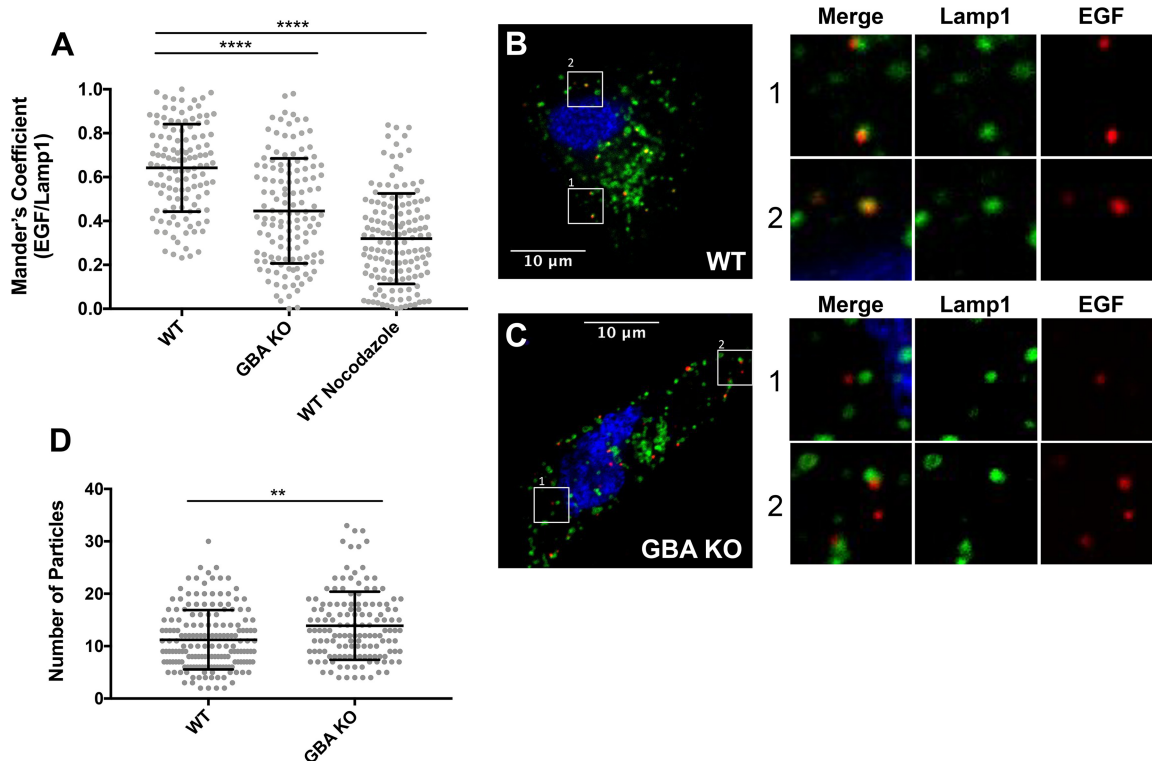 A
****
****
Mander's Coefficient
(EGF/Lamp1)
1.0
0.8
0.6
0.4
0.2
0.0
WT
GBA KO
WT Nocodazole
B
2
1
10 μm
WT
Merge Lamp1 EGF
1
2
C
10 μm
2
1
GBA KO
Merge Lamp1 EGF
1
2
D
**
Number of Particles
40
30
20
10
0
WT
GBA KO